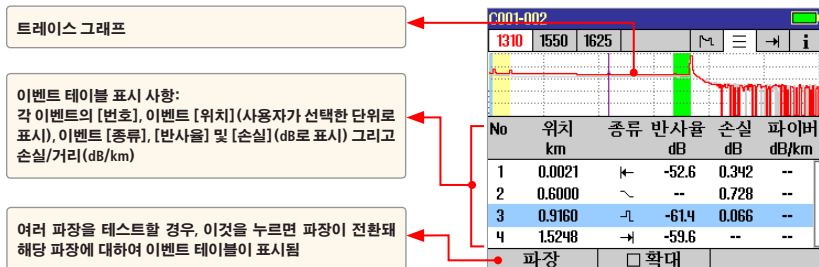 트레이스 그래프
이벤트 테이블 표시 사항:
각 이벤트의 [번호], 이벤트 [위치](사용자가 선택한 단위로
표시), 이벤트 [종류], [반사율] 및 [손실](dB로 표시) 그리고
손실/거리(dB/km)
여러 파장을 테스트할 경우, 이것을 누르면 파장이 전환돼
해당 파장에 대하여 이벤트 테이블이 표시됨
C001-002
1310 1550 1625 i
No 위치 종류 반사율 손실 파이버
km dB dB dB/km
1 0.0021 -52.6 0.342 --
2 0.6000 -- 0.728 --
3 0.9160 -61.4 0.066 --
4 1.5248 -59.6 -- --
파장 확대